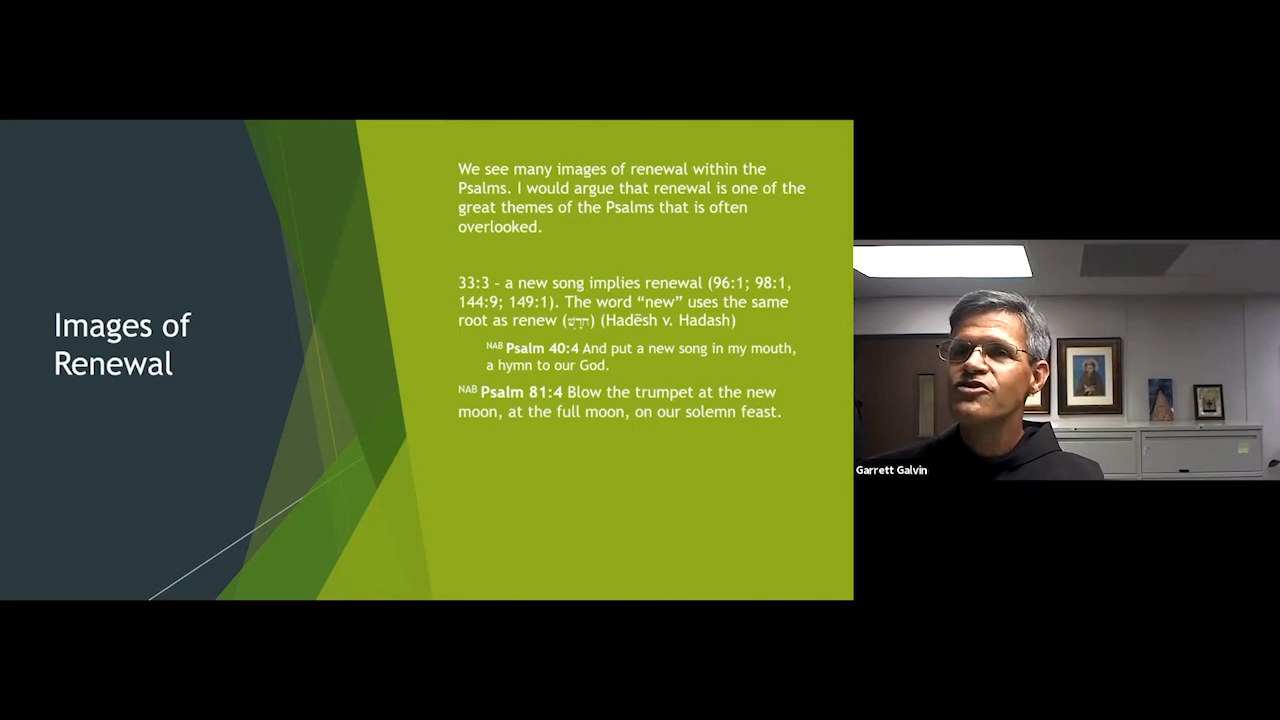 Images of
Renewal
We see many images of renewal within the
Psalms. I would argue that renewal is one of the
great themes of the Psalms that is often
overlooked.
33:3 – a new song implies renewal (96:1; 98:1,
144:9; 149:1). The word “new” uses the same
root as renew (חדשׁ) (Hadēsh v. Hadash)
NAB Psalm 40:4 And put a new song in my mouth,
a hymn to our God.
NAB Psalm 81:4 Blow the trumpet at the new
moon, at the full moon, on our solemn feast.
Garrett Galvin